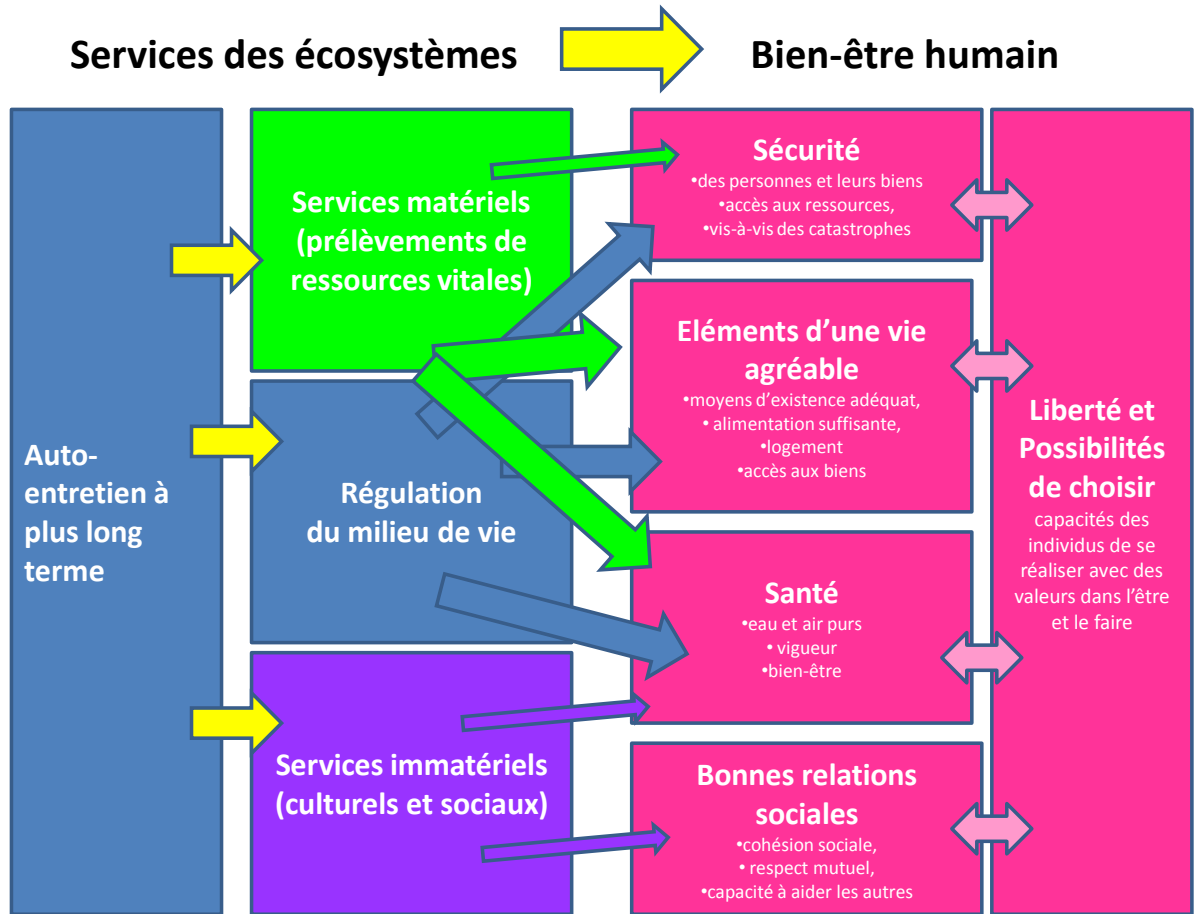 Services des écosystèmes
Bien-être humain
Auto-
entretien à
plus long
terme
Services matériels
(prélèvements de
ressources vitales)
Régulation
du milieu de vie
Services immatériels
(culturels et sociaux)
Sécurité
•des personnes et leurs biens
•accès aux ressources,
•vis-à-vis des catastrophes
Eléments d’une vie
agréable
•moyens d’existence adéquat,
• alimentation suffisante,
•logement
•accès aux biens
Santé
•eau et air purs
• vigueur
•bien-être
Bonnes relations
sociales
•cohésion sociale,
• respect mutuel,
•capacité à aider les autres
Liberté et
Possibilités
de choisir
capacités des
individus de se
réaliser avec des
valeurs dans l’être
et le faire